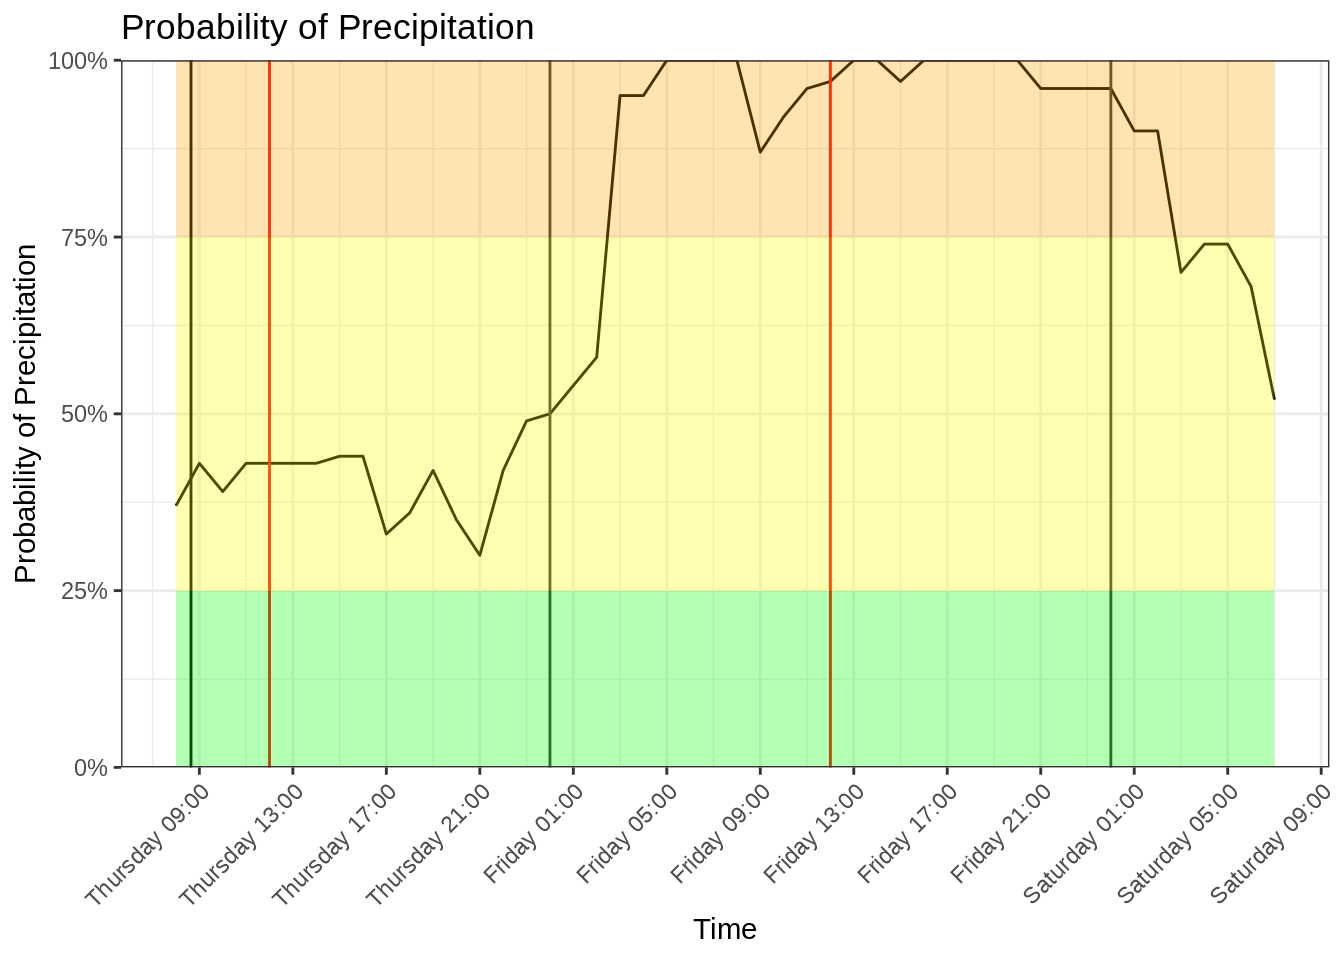 Probability of Precipitation
Probability of Precipitation
100%
75%
50%
25%
0%
Thursday 09:00
Thursday 13:00
Thursday 17:00
Thursday 21:00
Friday 01:00
Friday 05:00
Friday 09:00
Friday 13:00
Friday 17:00
Friday 21:00
Saturday 01:00
Saturday 05:00
Saturday 09:00
Time